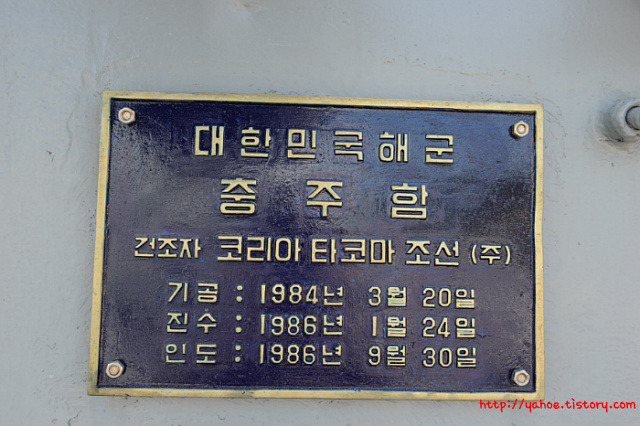 대한민국해군
충주함
건조자 코리아 타코마 조선 (주)
기공 : 1984년 3월 20일
진수 : 1986년 1월 24일
인도 : 1986년 9월 30일
http://yahoe.tistory.com